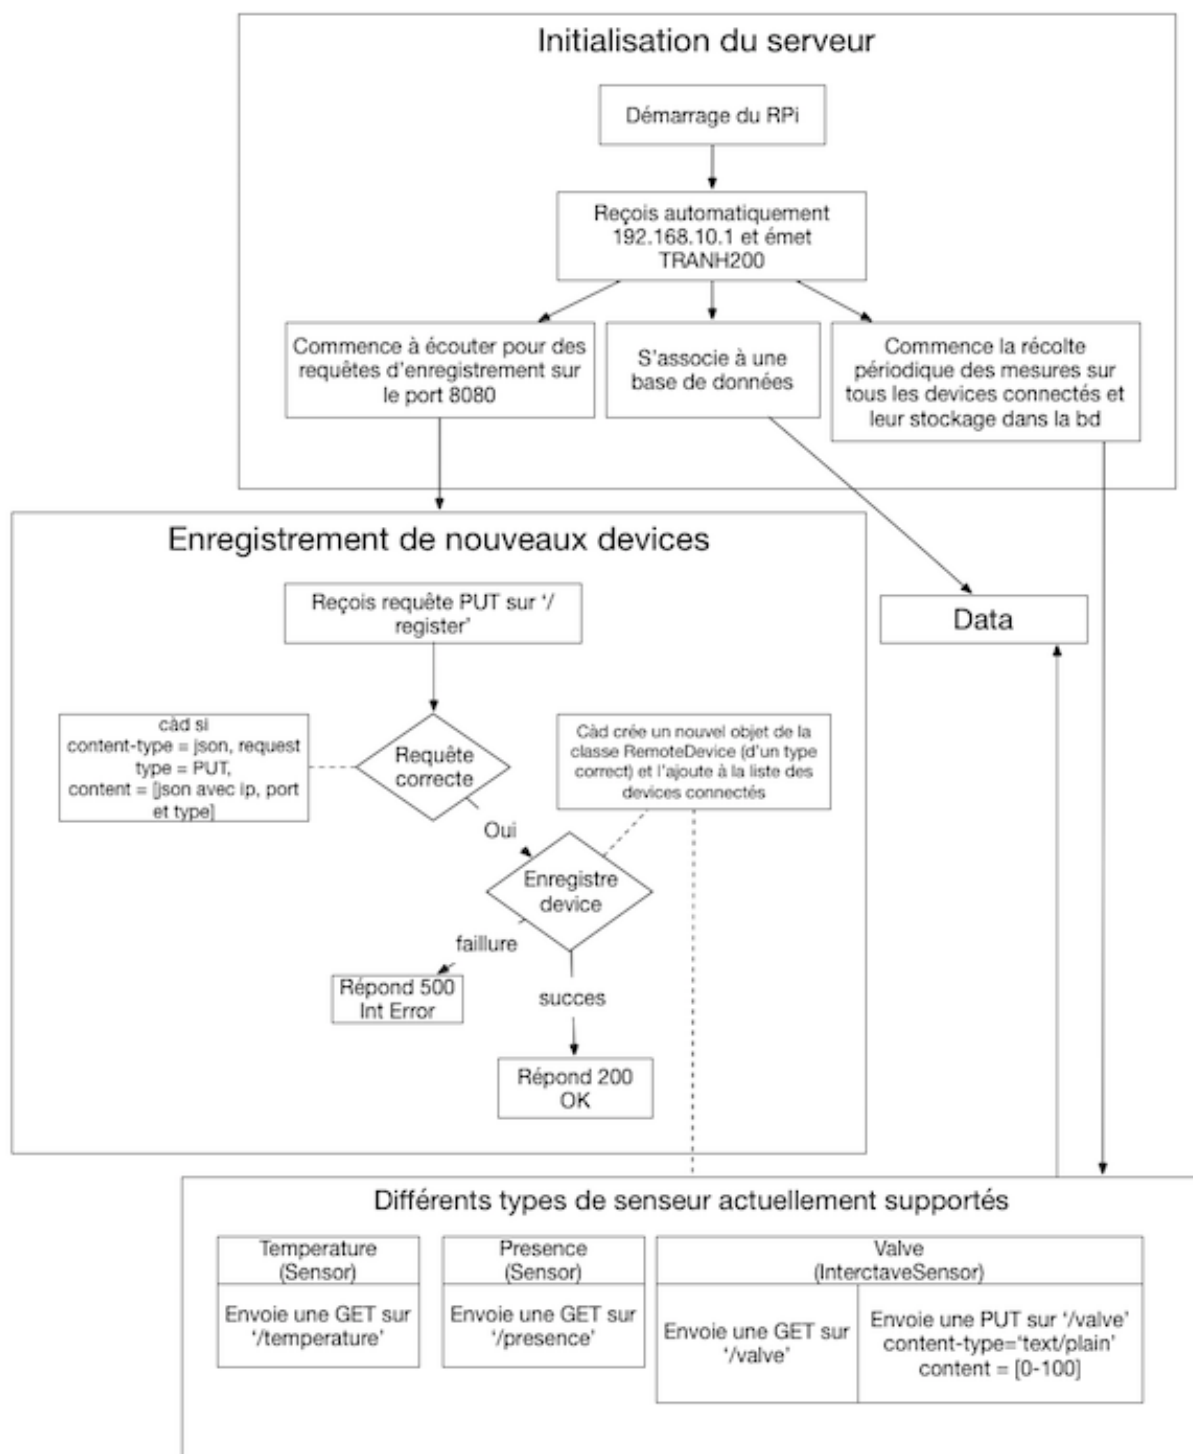 Initialisation du serveur
Démarrage du RPi
Reçois automatiquement
192.168.10.1 et émet
TRANH200
Commence à écouter pour des
requêtes d'enregistrement sur
le port 8080
S'associe à une
base de données
Commence la récolte
périodique des mesures sur
tous les devices connectés et
leur stockage dans la bd
Enregistrement de nouveaux devices
Reçois requête PUT sur '/
register'
Data
càd si
content-type = json, request
type = PUT,
content = [json avec ip, port
et type]
Requête
correcte
Càd crée un nouvel objet de la
classe RemoteDevice (d'un type
correct) et l'ajoute à la liste des
devices connectés
Oui
Enregistre
device
faillure
Répond 500
Int Error
succes
Répond 200
OK
Différents types de senseur actuellement supportés
Temperature
(Sensor)
Envoie une GET sur
'/temperature'
Presence
(Sensor)
Envoie une GET sur
'/presence'
Valve
(InterctaveSensor)
Envoie une GET sur
'/valve'
Envoie une PUT sur '/valve'
content-type='text/plain'
content = [0-100]